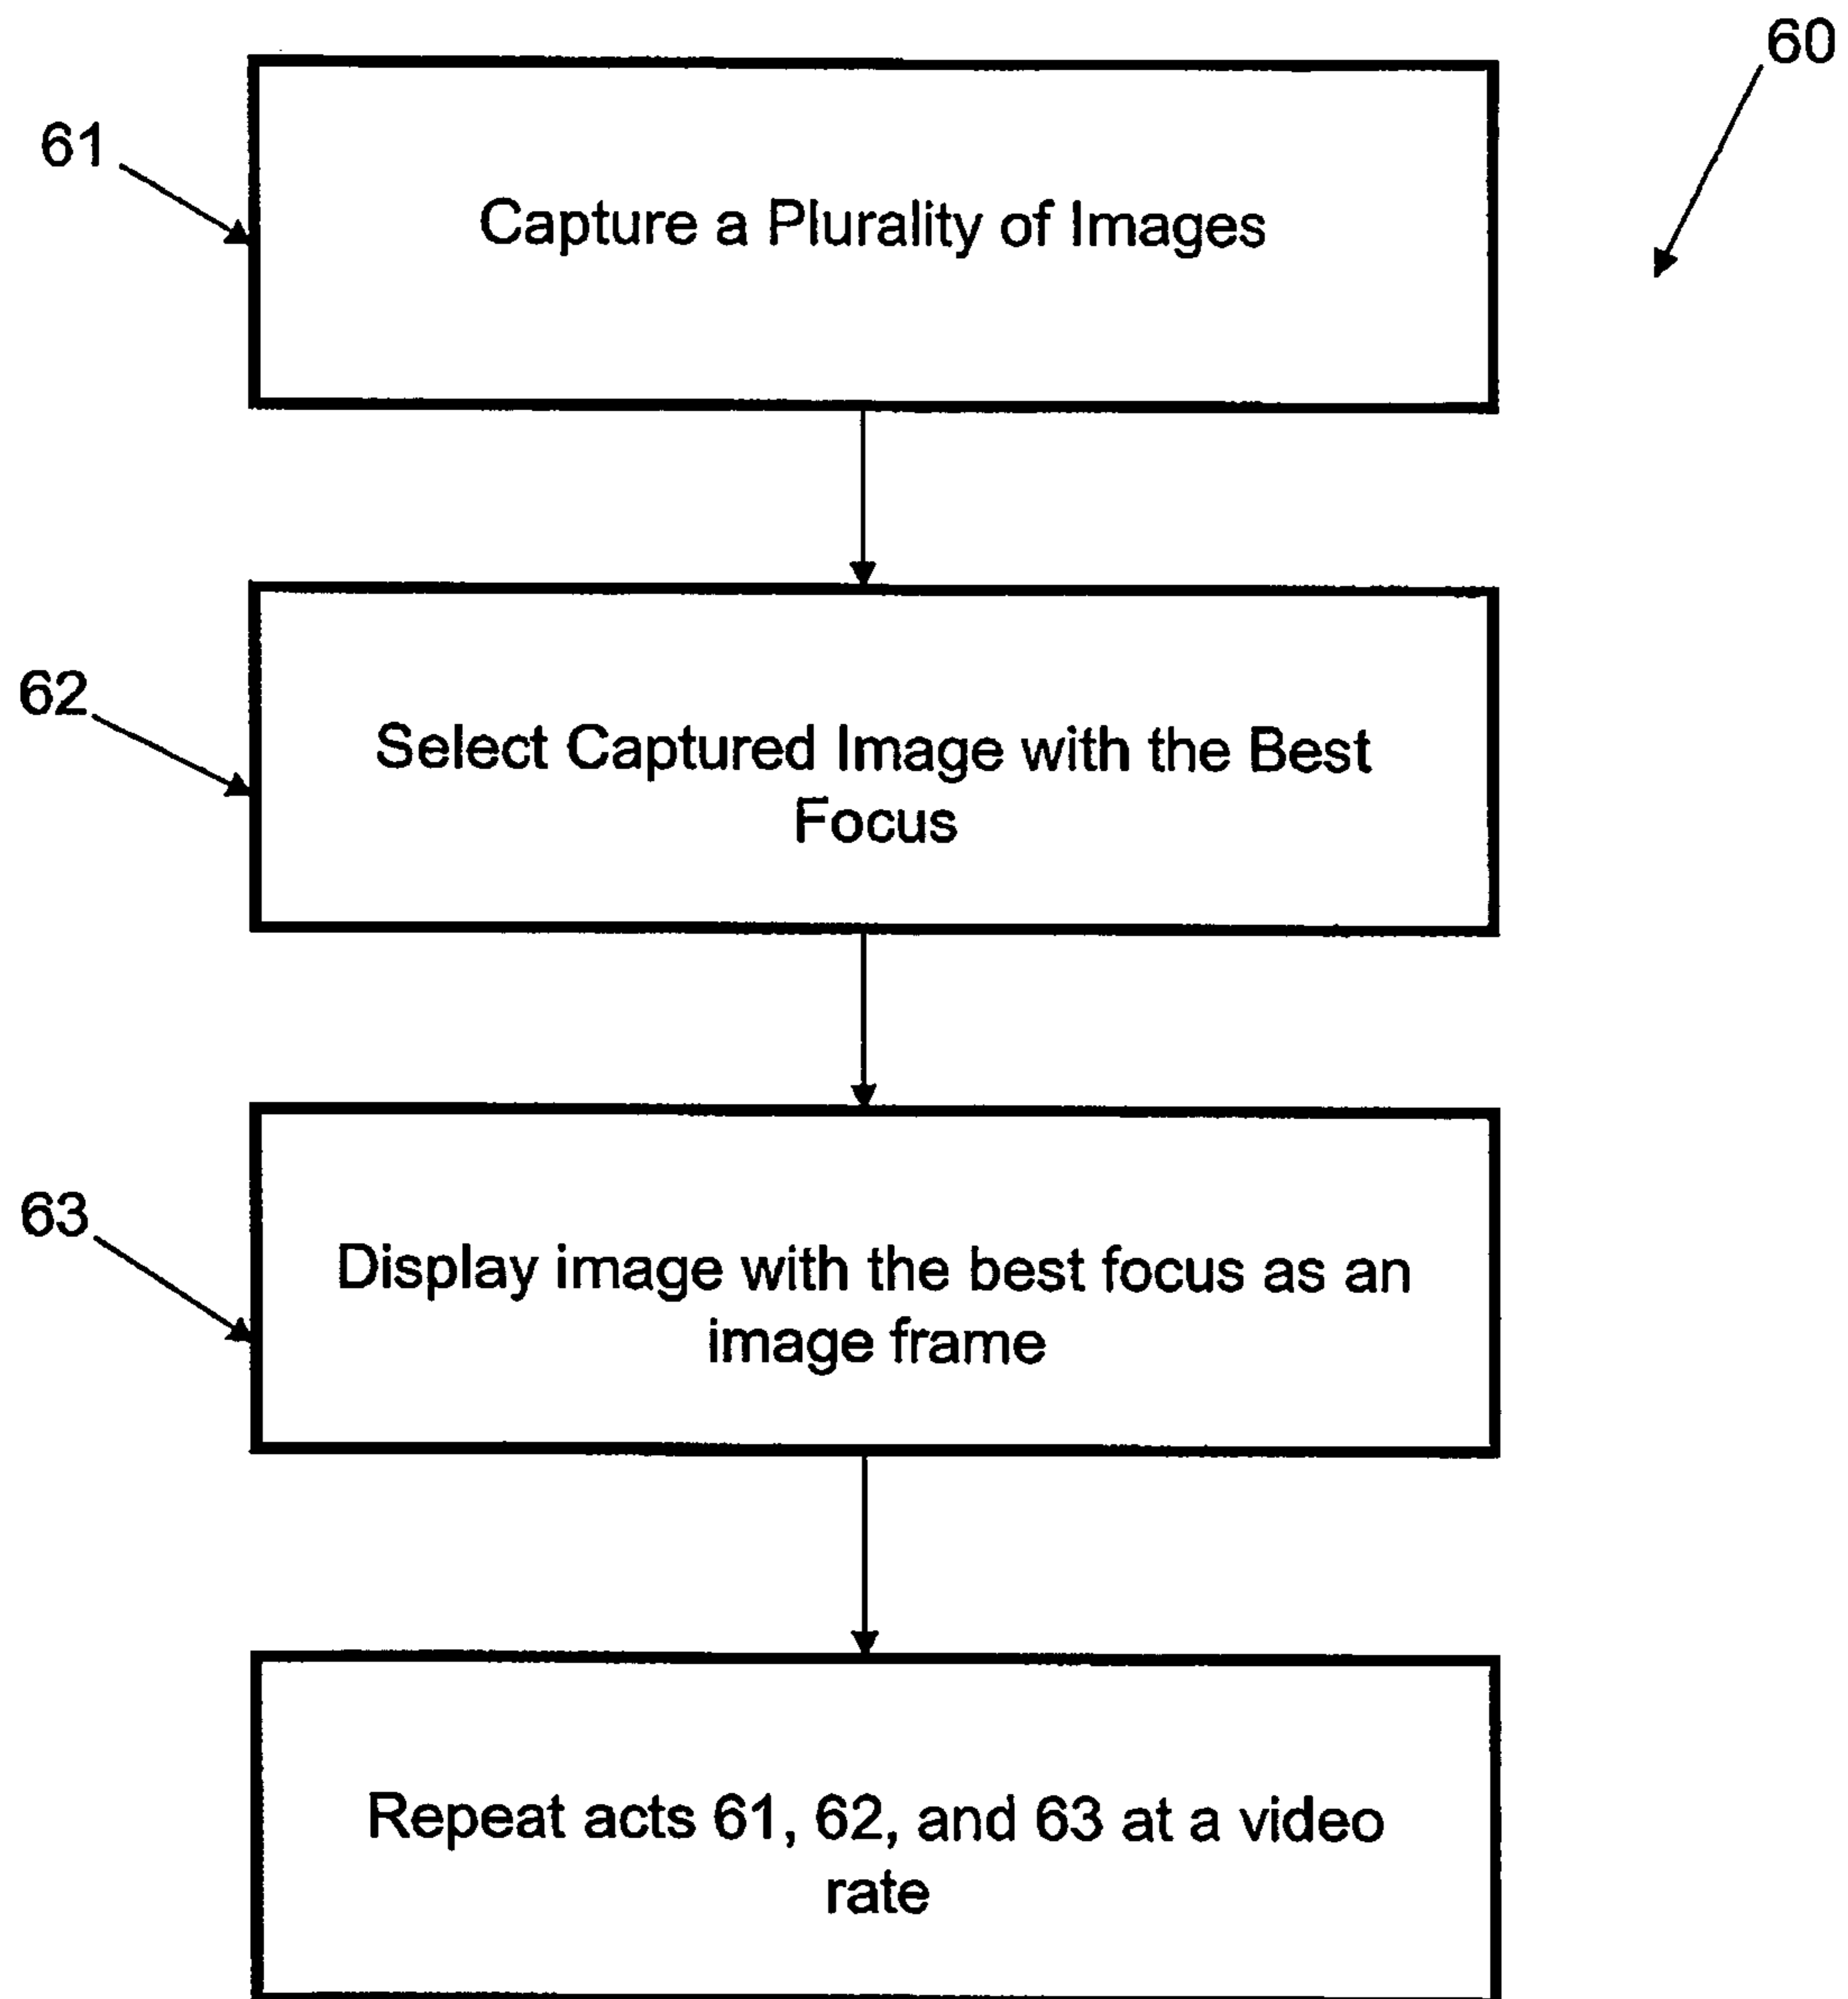 60
61
Capture a Plurality of Images
62
Select Captured Image with the Best
Focus
63
Display image with the best focus as an
image frame
Repeat acts 61, 62, and 63 at a video
rate